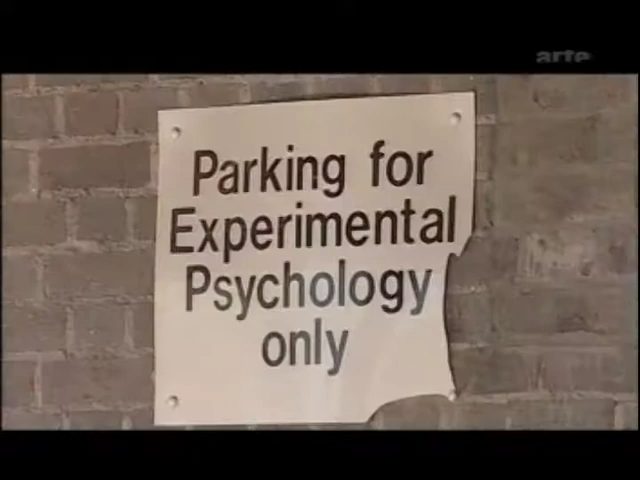 arte
Parking for
Experimental
Psychology
only